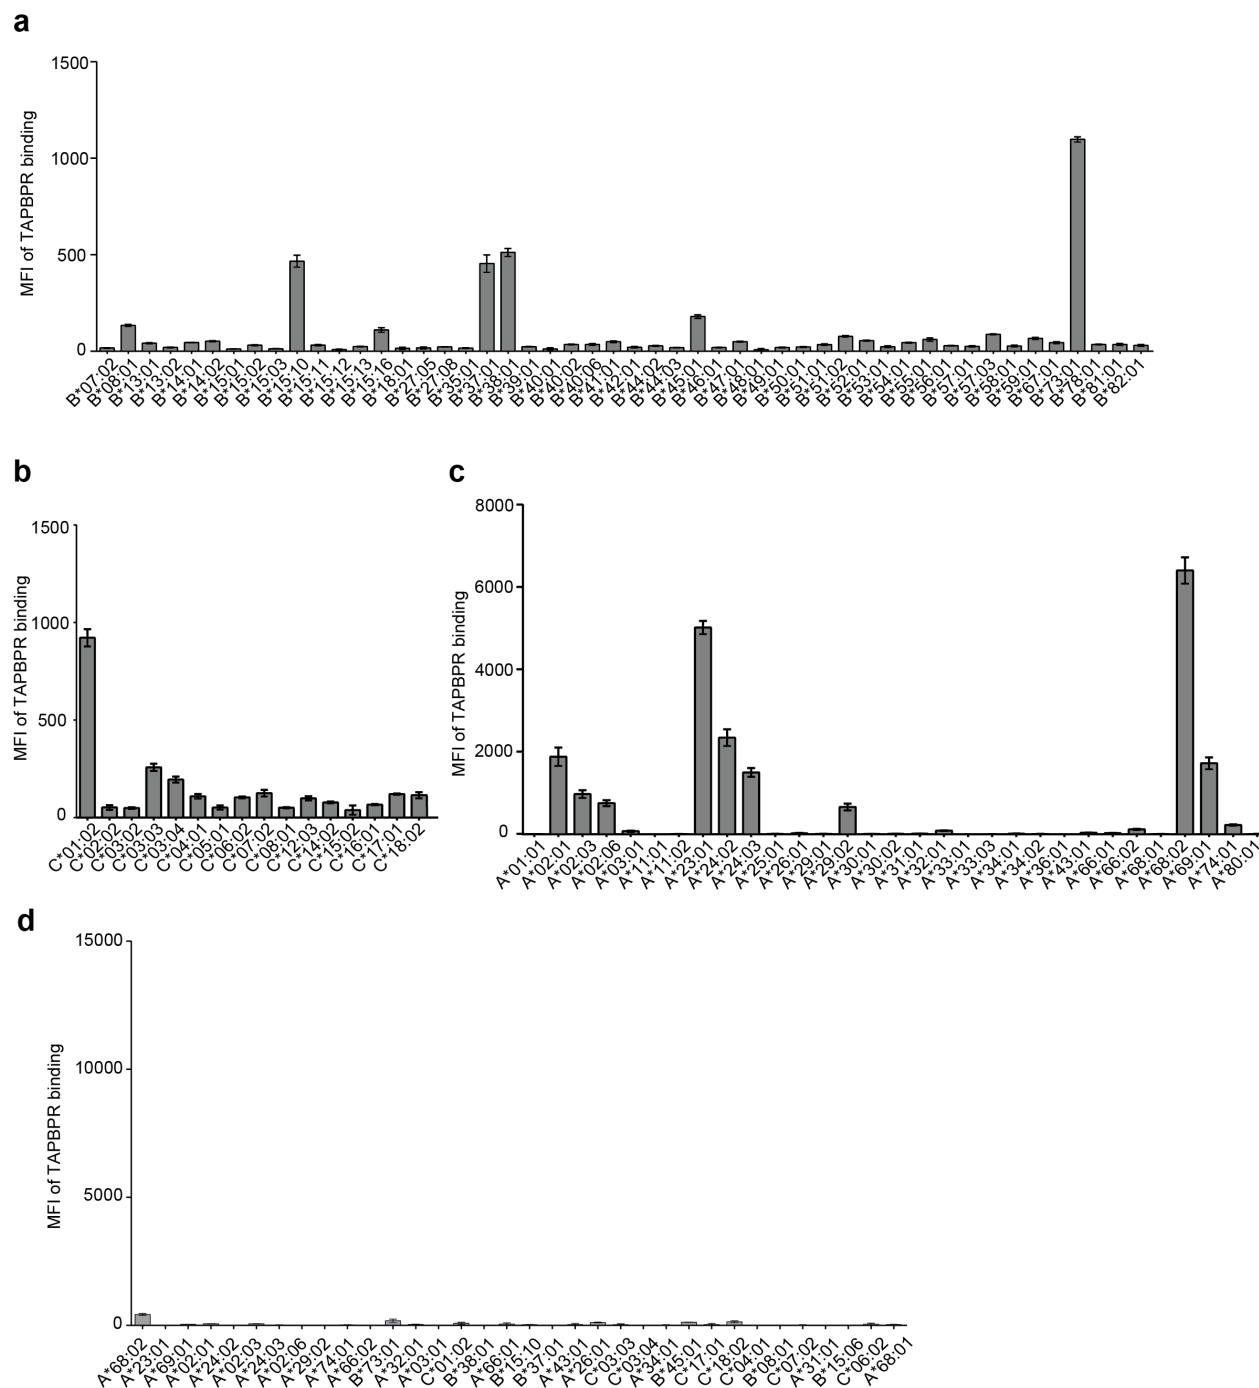 a
1500
1000
500
0
MFI of TAPBPR binding
B*07:02
B*08:01
B*13:01
B*13:02
B*14:01
B*14:02
B*15:01
B*15:02
B*15:03
B*15:10
B*15:11
B*15:12
B*15:13
B*15:16
B*18:01
B*27:05
B*27:08
B*35:01
B*37:01
B*38:01
B*39:01
B*40:01
B*40:02
B*40:06
B*41:01
B*42:01
B*44:02
B*44:03
B*45:01
B*46:01
B*47:01
B*48:01
B*49:01
B*50:01
B*51:01
B*51:02
B*52:01
B*53:01
B*54:01
B*55:01
B*56:01
B*57:01
B*57:03
B*58:01
B*59:01
B*67:01
B*73:01
B*78:01
B*81:01
B*82:01
b
1500
1000
500
0
MFI of TAPBPR binding
C*01:02
C*02:02
C*03:02
C*03:03
C*03:04
C*04:01
C*05:01
C*06:02
C*07:02
C*08:01
C*12:03
C*14:02
C*15:02
C*16:01
C*17:01
C*18:02
c
8000
6000
4000
2000
0
MFI of TAPBPR binding
A*01:01
A*02:01
A*02:03
A*02:06
A*03:01
A*11:01
A*11:02
A*23:01
A*24:02
A*24:03
A*25:01
A*26:01
A*29:01
A*29:02
A*30:01
A*30:02
A*31:01
A*32:01
A*33:01
A*33:03
A*34:01
A*34:02
A*36:01
A*43:01
A*66:01
A*66:02
A*68:01
A*68:02
A*69:01
A*74:01
A*80:01
d
15000
10000
5000
0
MFI of TAPBPR binding
A*68:02
A*23:01
A*69:01
A*02:01
A*24:02
A*02:03
A*24:03
A*02:06
A*29:02
A*74:01
A*66:02
B*73:01
A*32:01
A*03:01
C*01:02
B*38:01
A*66:01
B*15:10
B*37:01
A*43:01
A*26:01
C*03:03
C*03:04
A*34:01
B*45:01
C*17:01
C*18:02
C*04:01
B*08:01
C*07:02
A*31:01
B*15:06
C*06:02
A*68:01